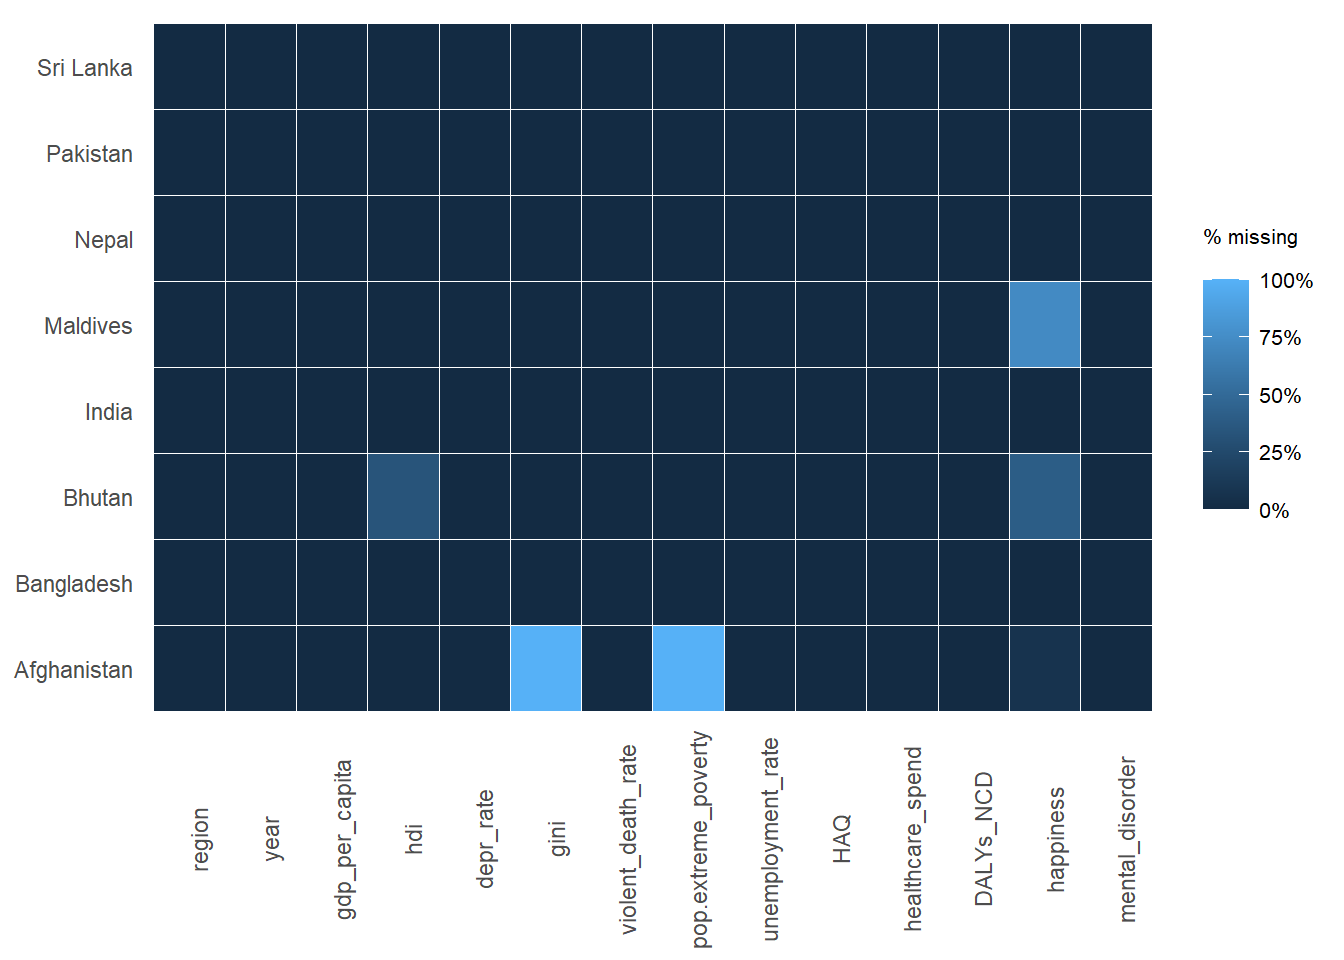 Sri Lanka
Pakistan
Nepal
Maldives
India
Bhutan
Bangladesh
Afghanistan
region
year
gdp_per_capita
hdi
depr_rate
gini
violent_death_rate
pop.extreme_poverty
unemployment_rate
HAQ
healthcare_spend
DALYs_NCD
happiness
mental_disorder
% missing
100%
75%
50%
25%
0%